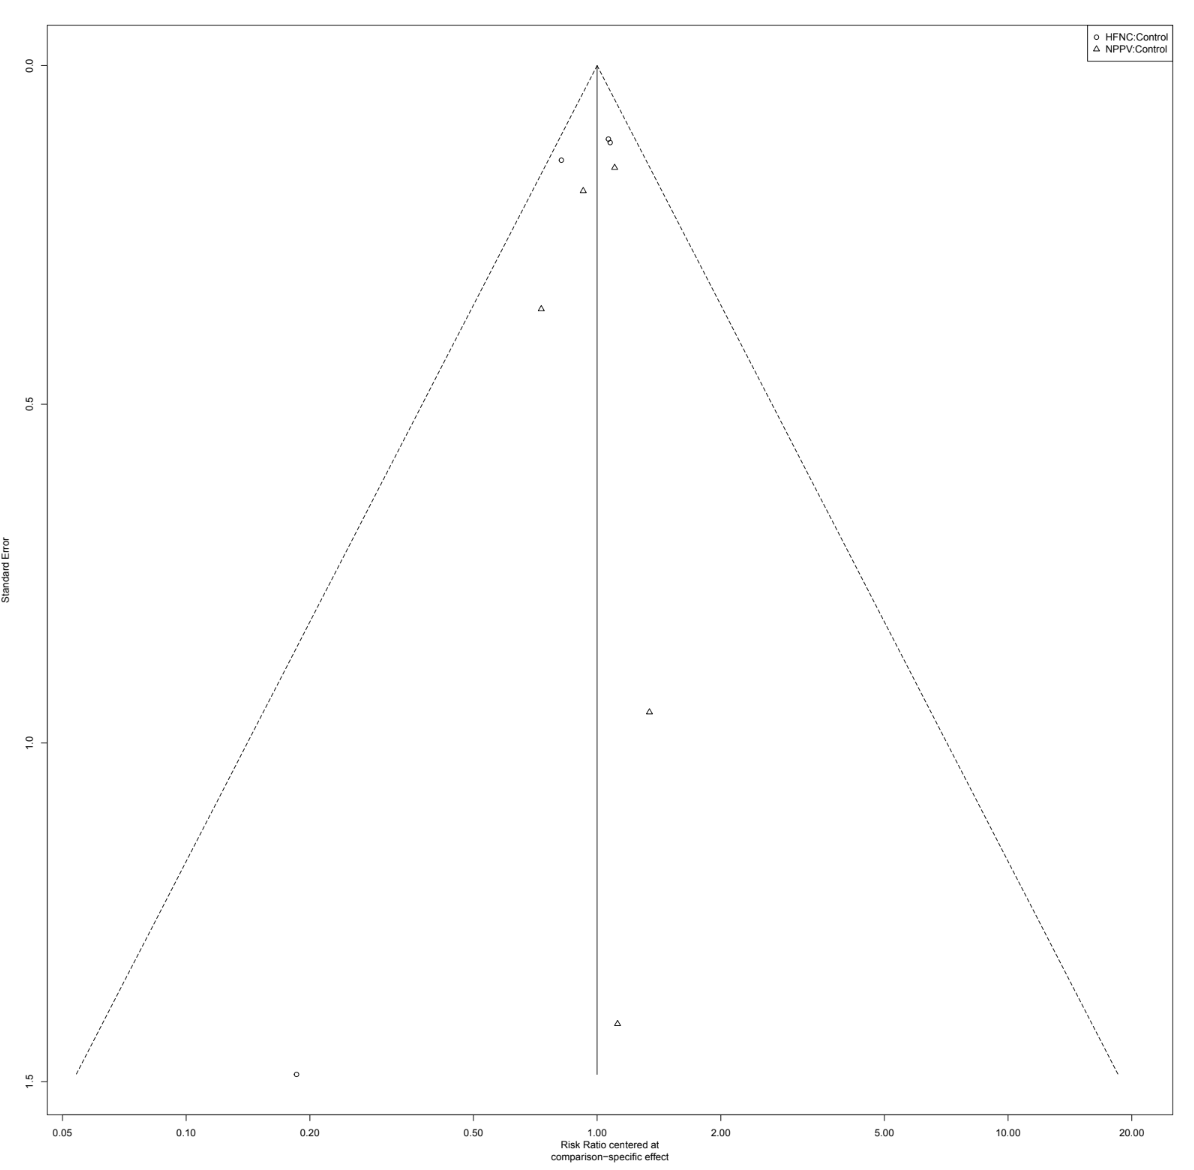 HFNC:Control
NPPV:Control
0.0
0.5
1.0
1.5
Standard Error
0.05 0.10 0.20 0.50 1.00 2.00 5.00 10.00 20.00
Risk Ratio centered at
comparison−specific effect